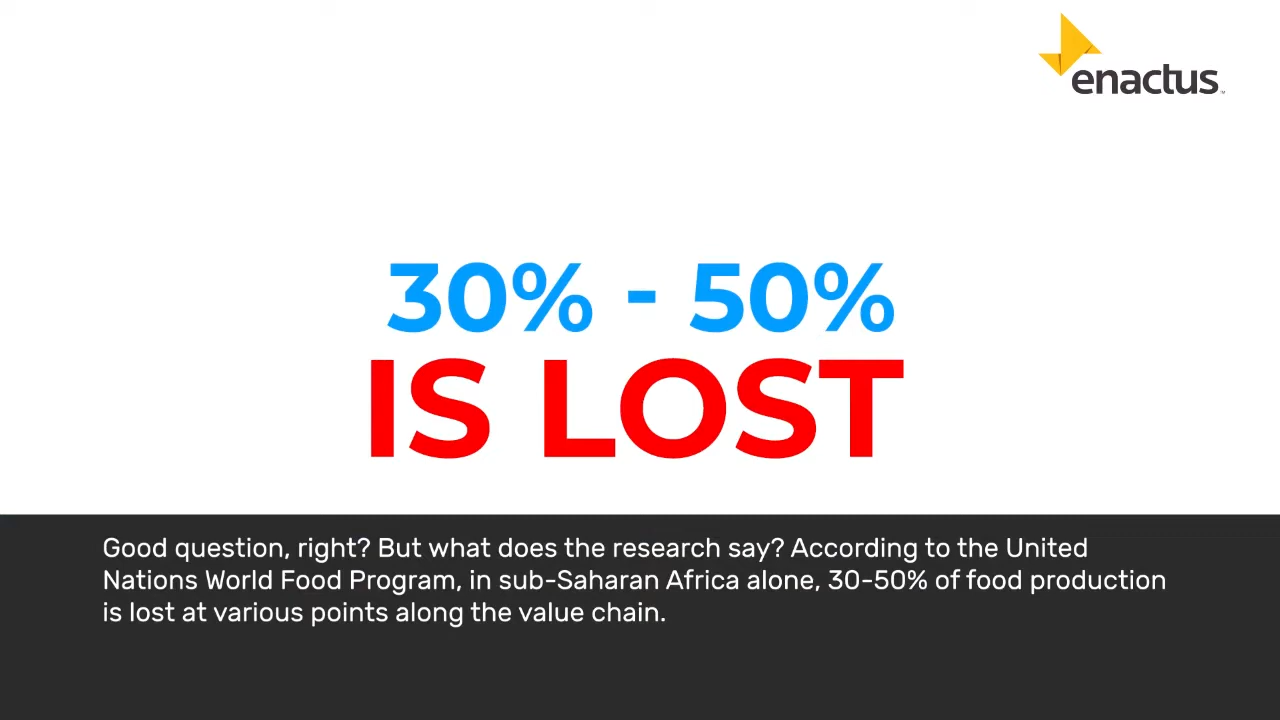 enactus
30% - 50%
IS LOST
Good question, right? But what does the research say? According to the United
Nations World Food Program, in sub-Saharan Africa alone, 30-50% of food production
is lost at various points along the value chain.